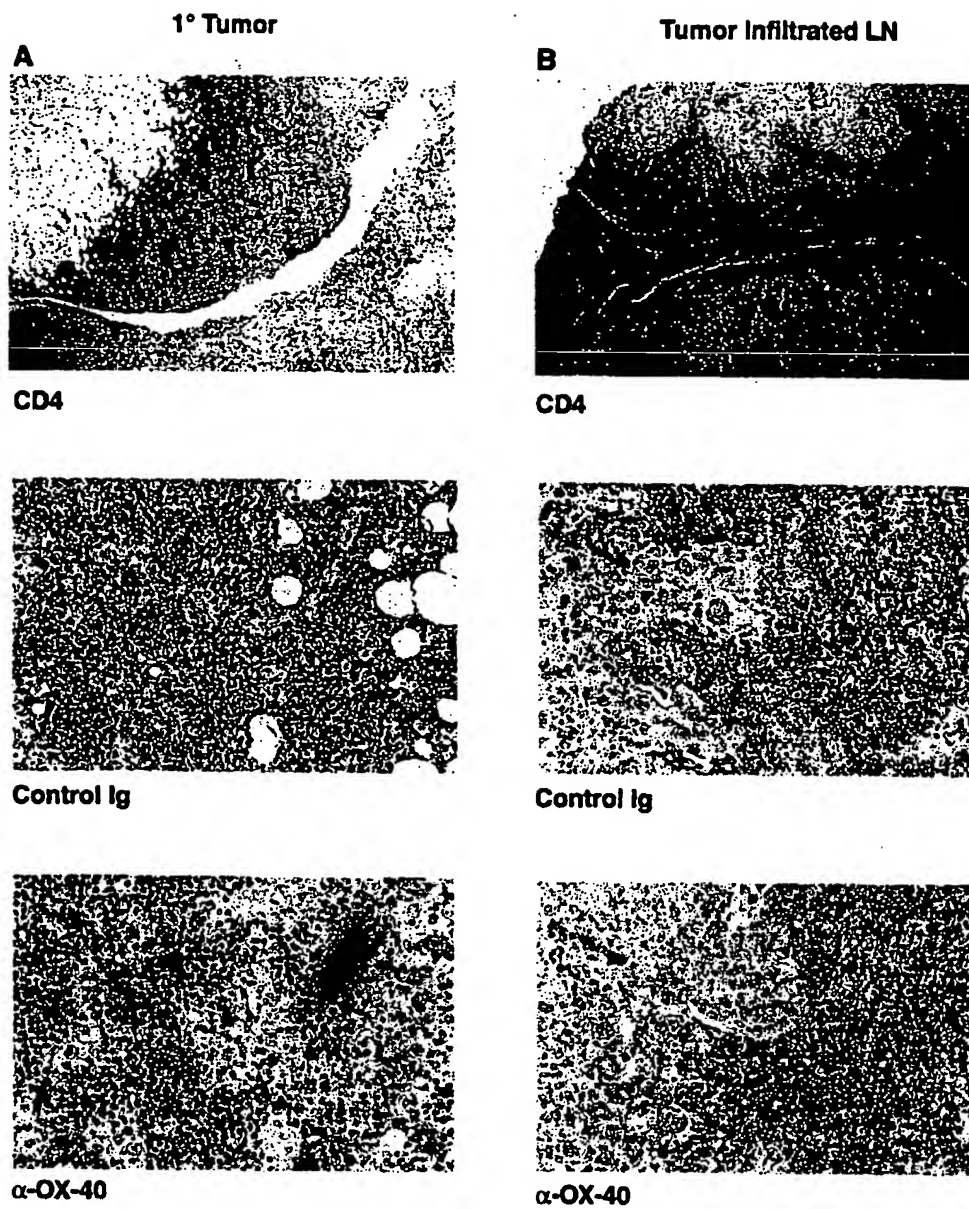 1° Tumor
Tumor Infiltrated LN
A
B
CD4
CD4
Control Ig
Control Ig
α-OX-40
α-OX-40